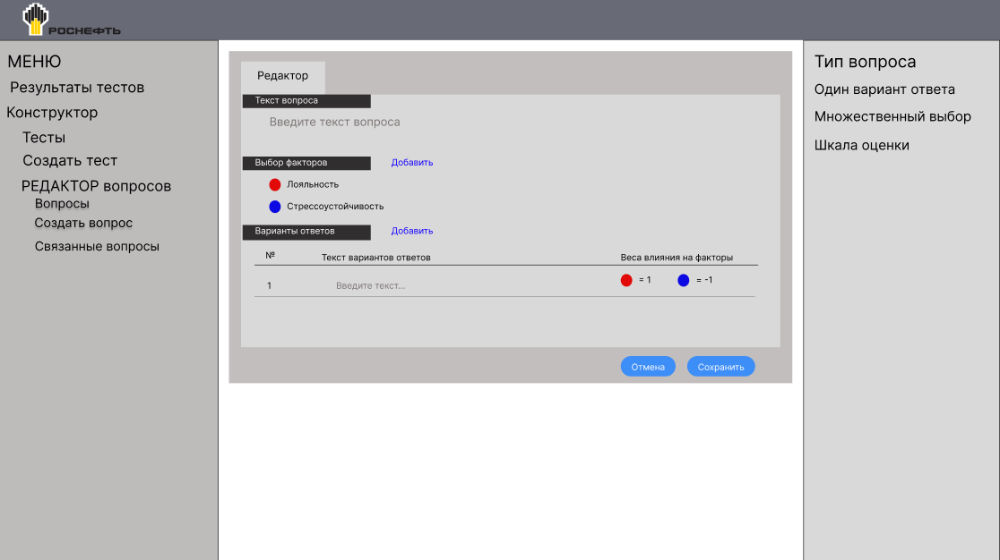 РОСНЕФТЬ
МЕНЮ
Результаты тестов
Конструктор
Тесты
Создать тест
РЕДАКТОР вопросов
Вопросы
Создать вопрос
Связанные вопросы
Редактор
Текст вопроса
Введите текст вопроса
Выбор факторов Добавить
Лояльность
Стрессоустойчивость
Варианты ответов Добавить
№ Текст вариантов ответов Веса влияния на факторы
1 Введите текст... = 1 = -1
Отмена Сохранить
Тип вопроса
Один вариант ответа
Множественный выбор
Шкала оценки